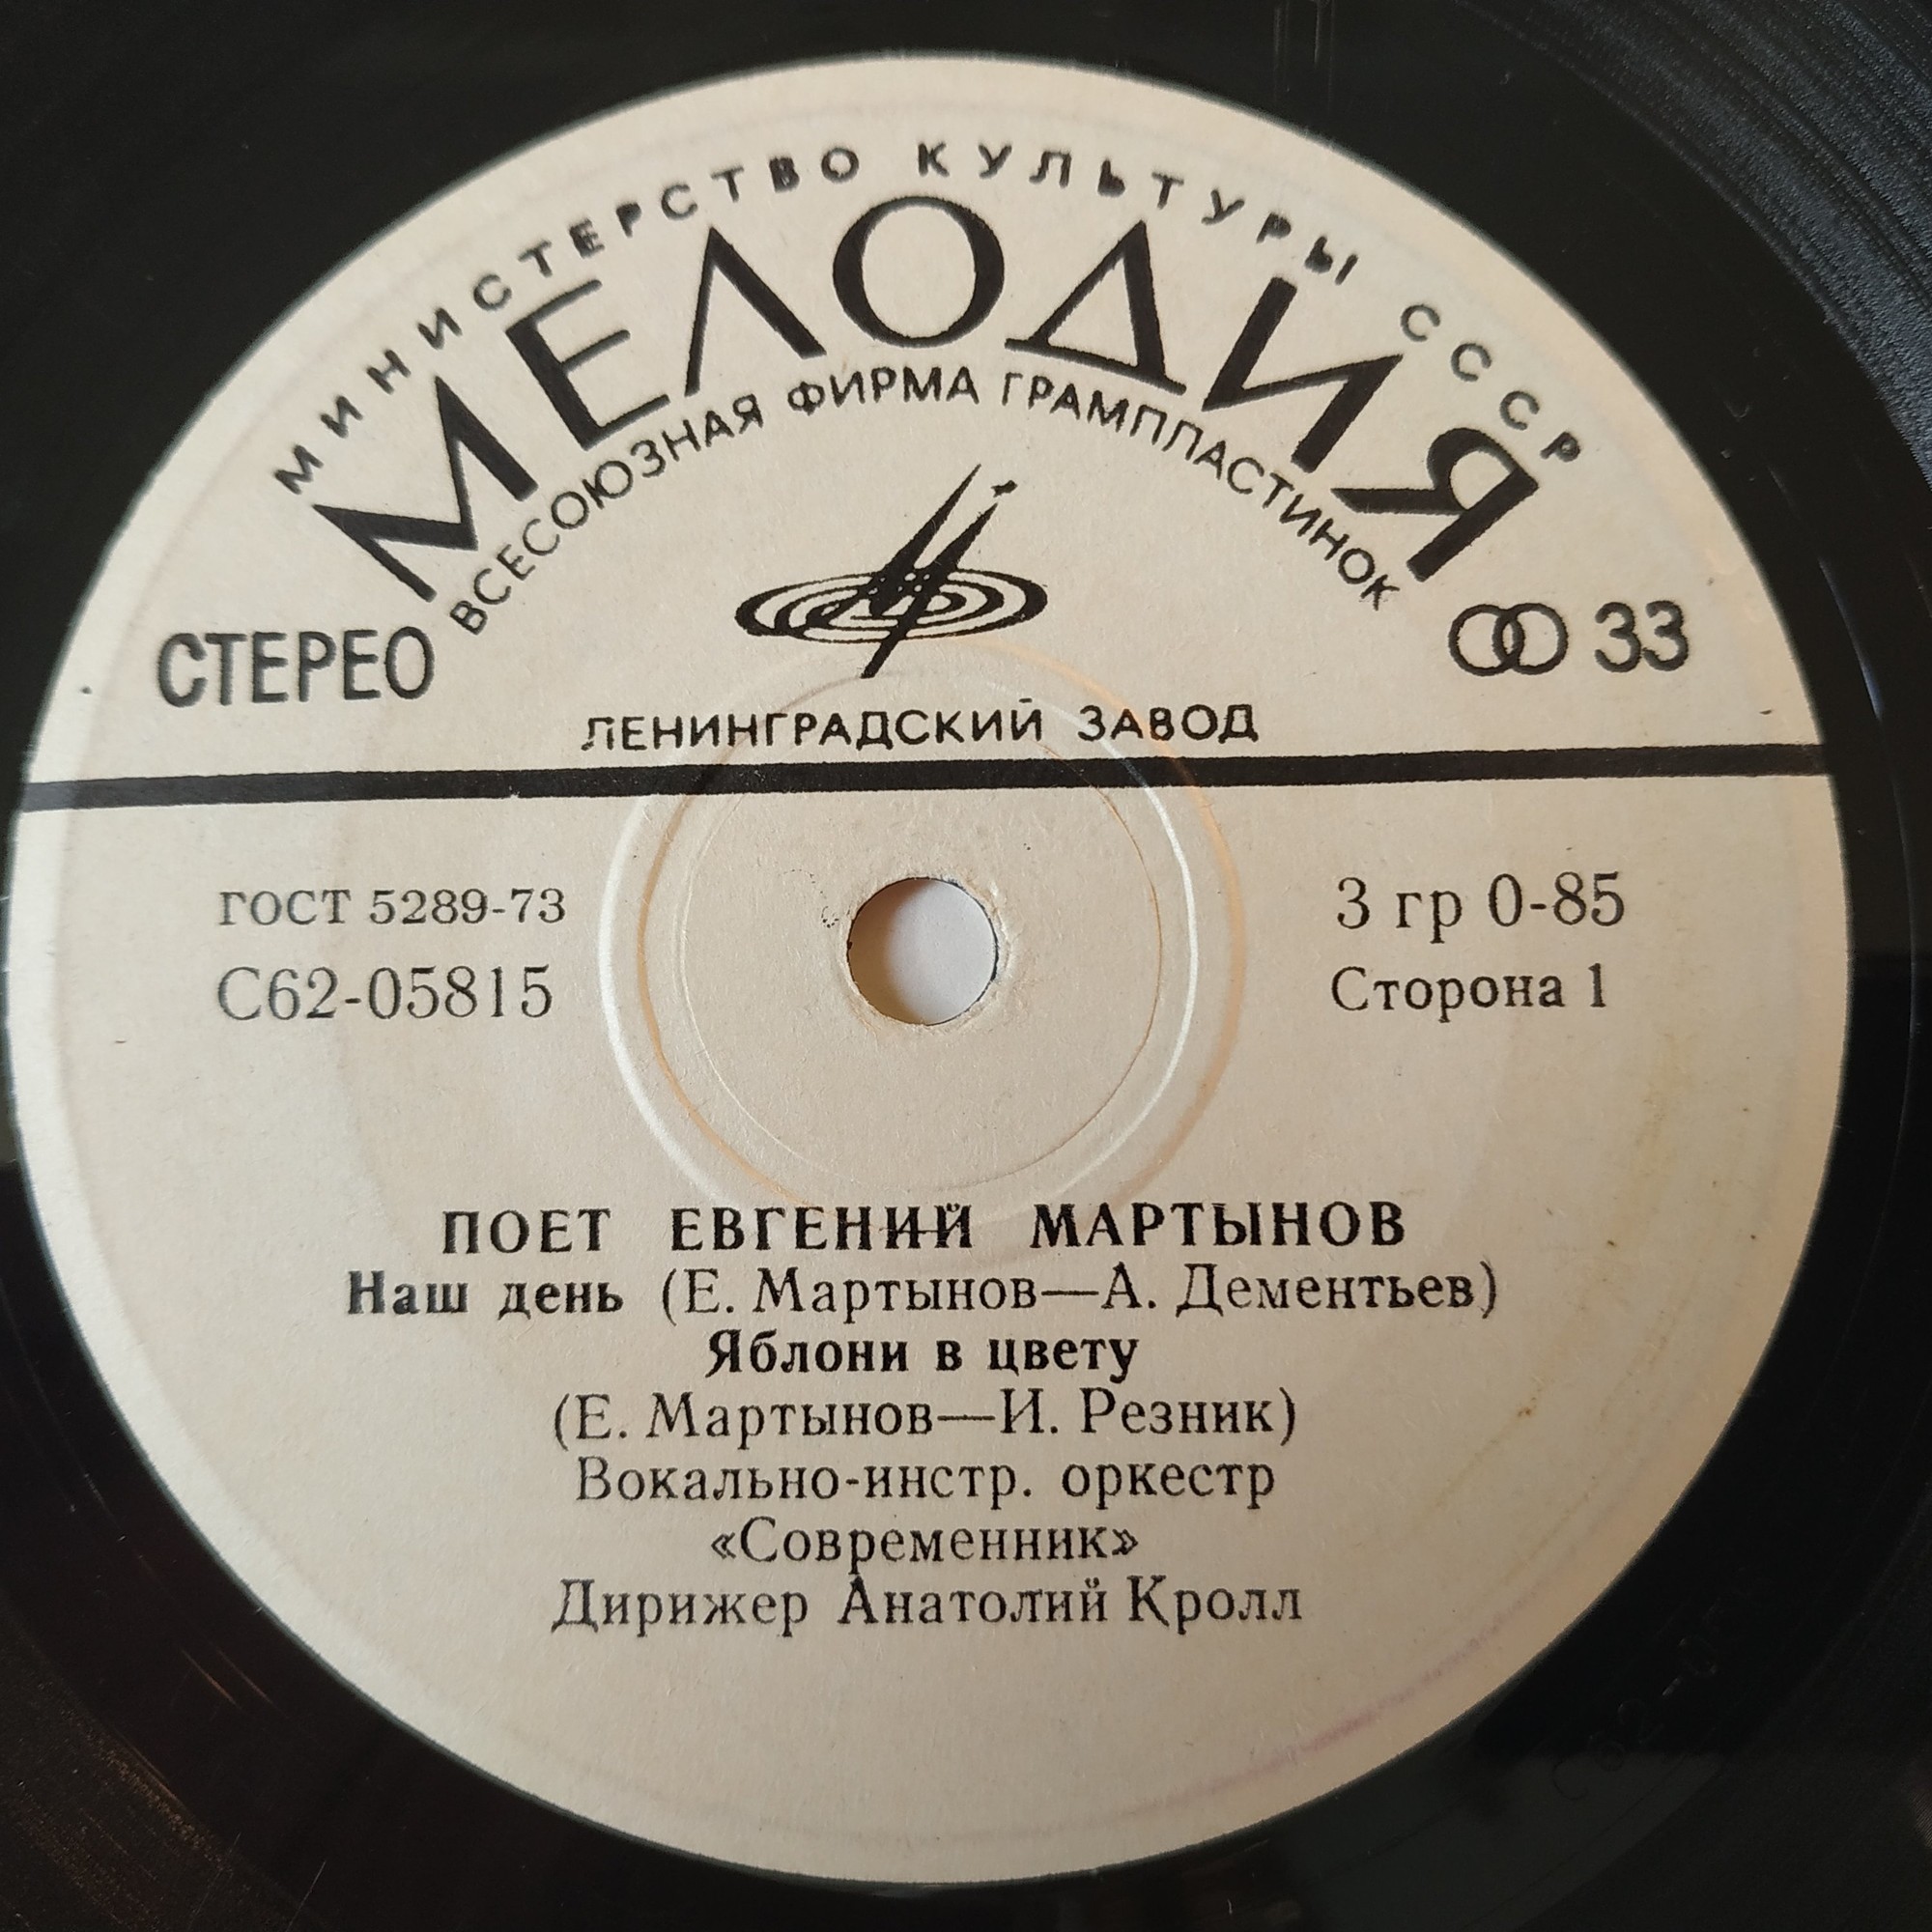 МИНИСТЕРСТВО КУЛЬТУРЫ СССР
МЕЛОДИЯ
ВСЕСОЮЗНАЯ ФИРМА ГРАМПЛАСТИНОК
СТЕРЕО
33
ЛЕНИНГРАДСКИЙ ЗАВОД
ГОСТ 5289-73
3 гр 0-85
С62-05815
Сторона 1
ПОЕТ ЕВГЕНИЙ МАРТЫНОВ
Наш день (Е. Мартынов—А. Дементьев)
Яблони в цвету
(Е. Мартынов—И. Резник)
Вокально-инстр. оркестр
«Современник»
Дирижер Анатолий Кролл